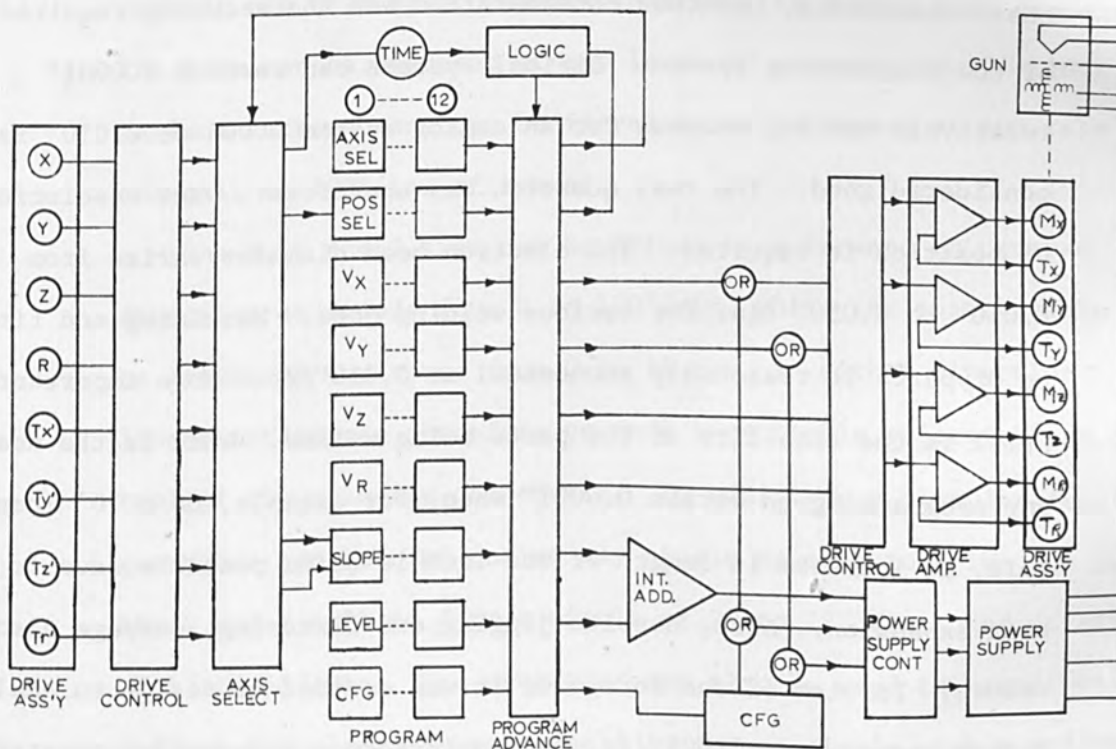 TIME
LOGIC
GUN
1
12
X
Y
Z
R
Tx'
Ty'
Tz'
Tr'
AXIS
SEL
POS
SEL
VX
VY
VZ
VR
SLOPE
LEVEL
CFG
OR
OR
OR
OR
INT.
ADD.
CFG
MX
TX
MY
TY
MZ
TZ
MR
TR
DRIVE
CONTROL
DRIVE
AMP.
DRIVE
ASS'Y
POWER
SUPPLY
CONT
POWER
SUPPLY
DRIVE
ASS'Y
DRIVE
CONTROL
AXIS
SELECT
PROGRAM
PROGRAM
ADVANCE